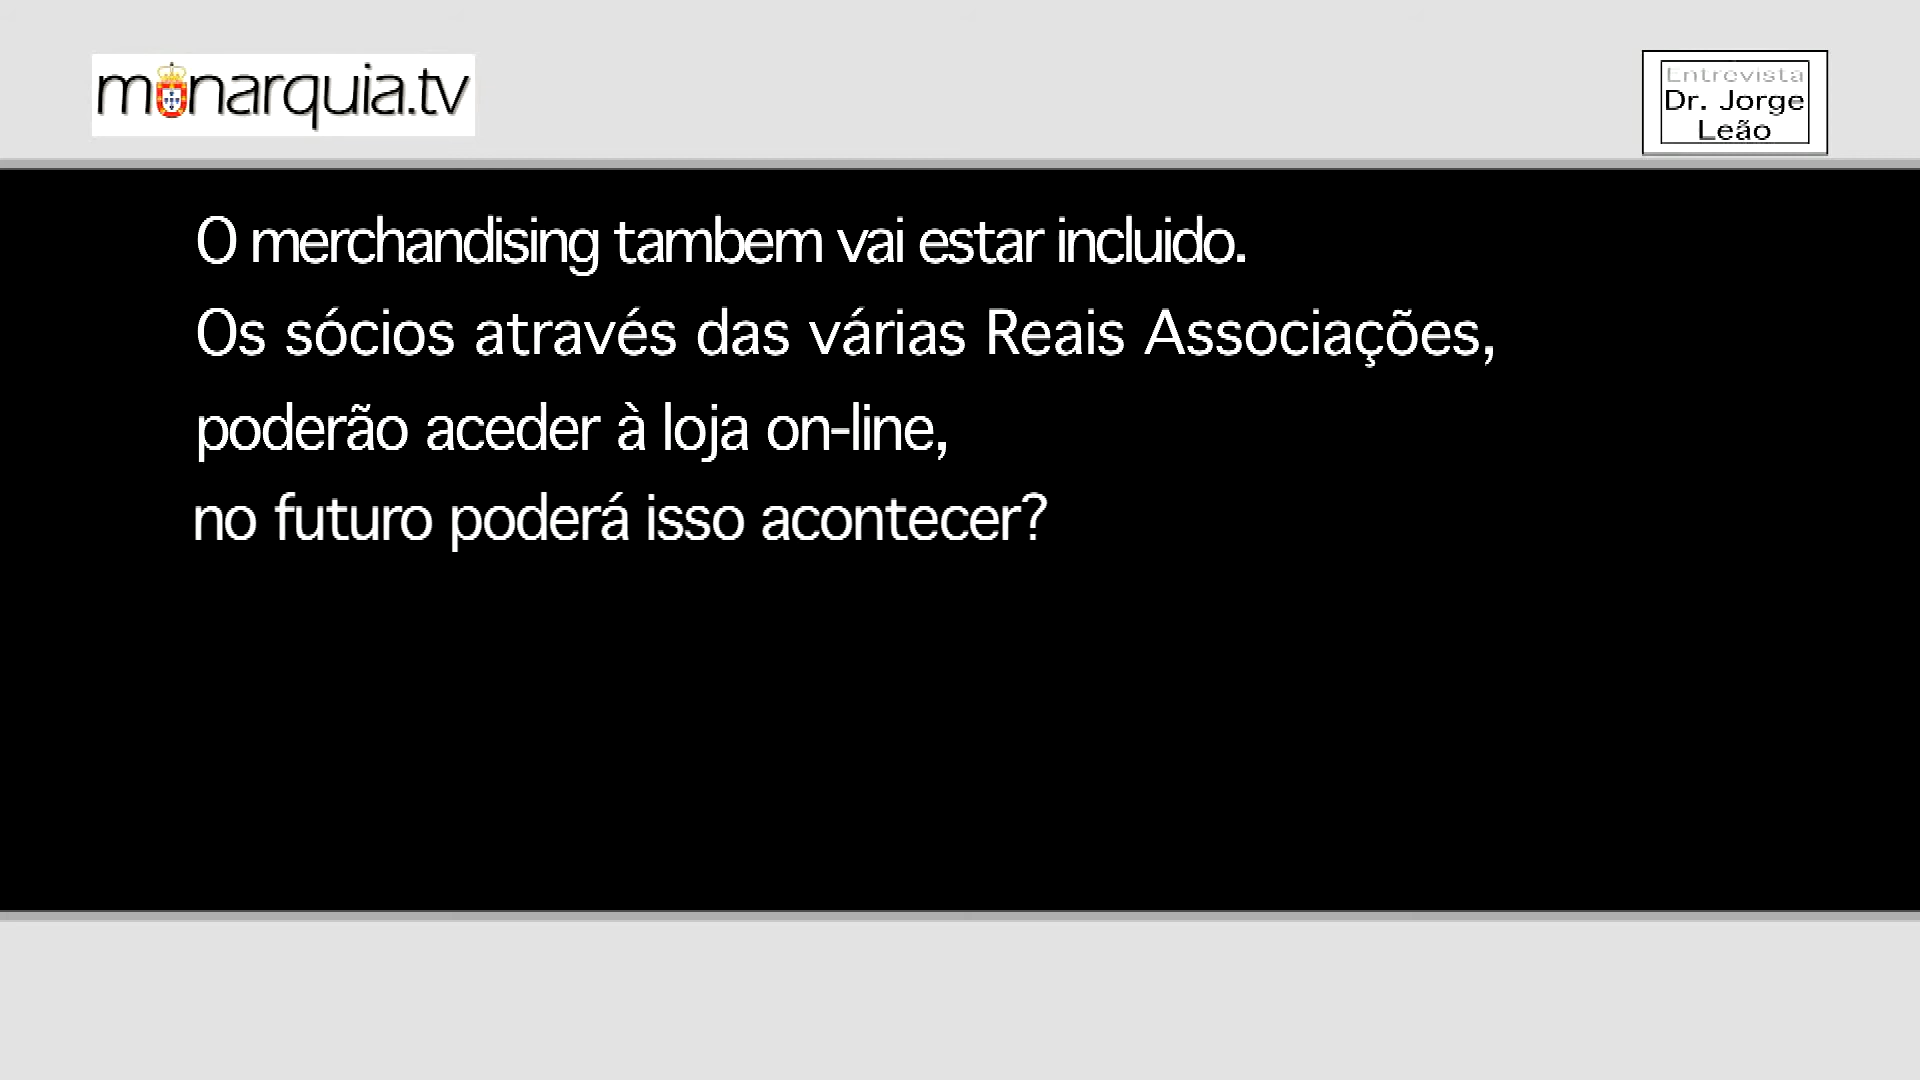 monarquia.tv
Entrevista
Dr. Jorge
Leão
O merchandising tambem vai estar incluido.
Os sócios através das várias Reais Associações,
poderão aceder à loja on-line,
no futuro poderá isso acontecer?